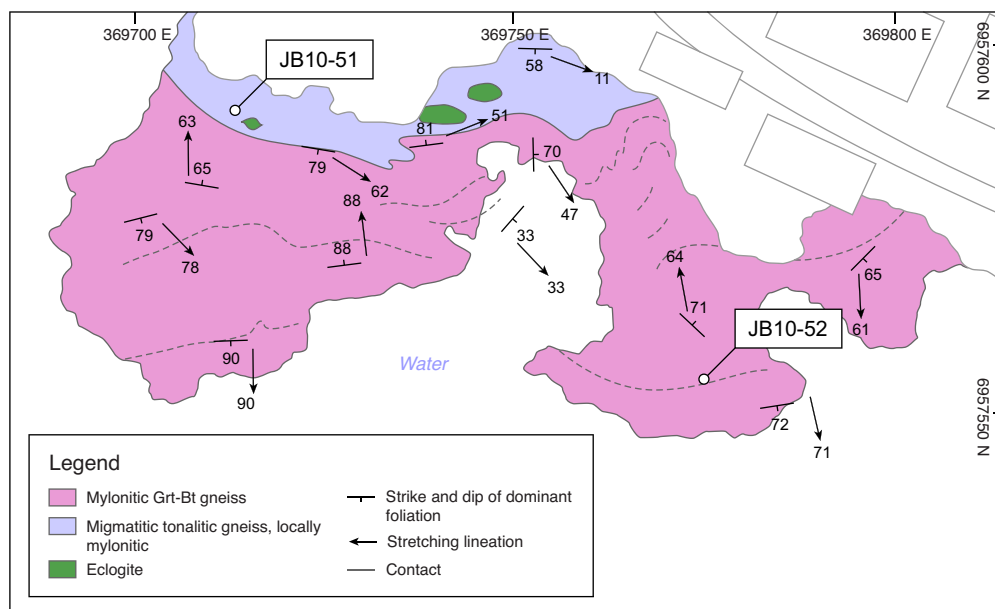 369700 E
369750 E
369800 E
6957600 N
JB10-51
58
11
63
81
51
79
65
62
70
88
47
79
78
88
33
33
64
71
65
JB10-52
61
90
Water
90
6957550 N
72
71
Legend
Mylonitic Grt-Bt gneiss
Migmatitic tonalitic gneiss, locally
mylonitic
Eclogite
Strike and dip of dominant
foliation
Stretching lineation
Contact